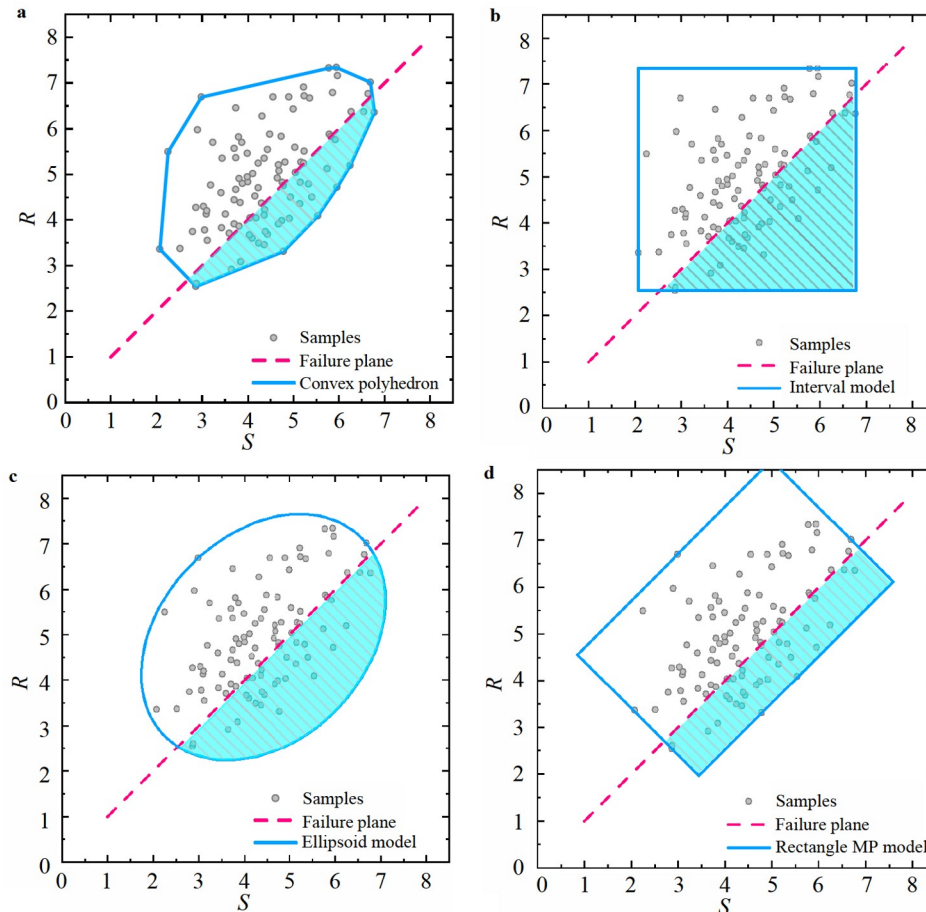 a
8
7
6
5
4
3
2
1
0
R
Samples
Failure plane
Convex polyhedron
0 1 2 3 4 5 6 7 8
S
b
8
7
6
5
4
3
2
1
0
R
Samples
Failure plane
Interval model
0 1 2 3 4 5 6 7 8
S
c
8
7
6
5
4
3
2
1
0
R
Samples
Failure plane
Ellipsoid model
0 1 2 3 4 5 6 7 8
S
d
8
7
6
5
4
3
2
1
0
R
Samples
Failure plane
Rectangle MP model
0 1 2 3 4 5 6 7 8
S